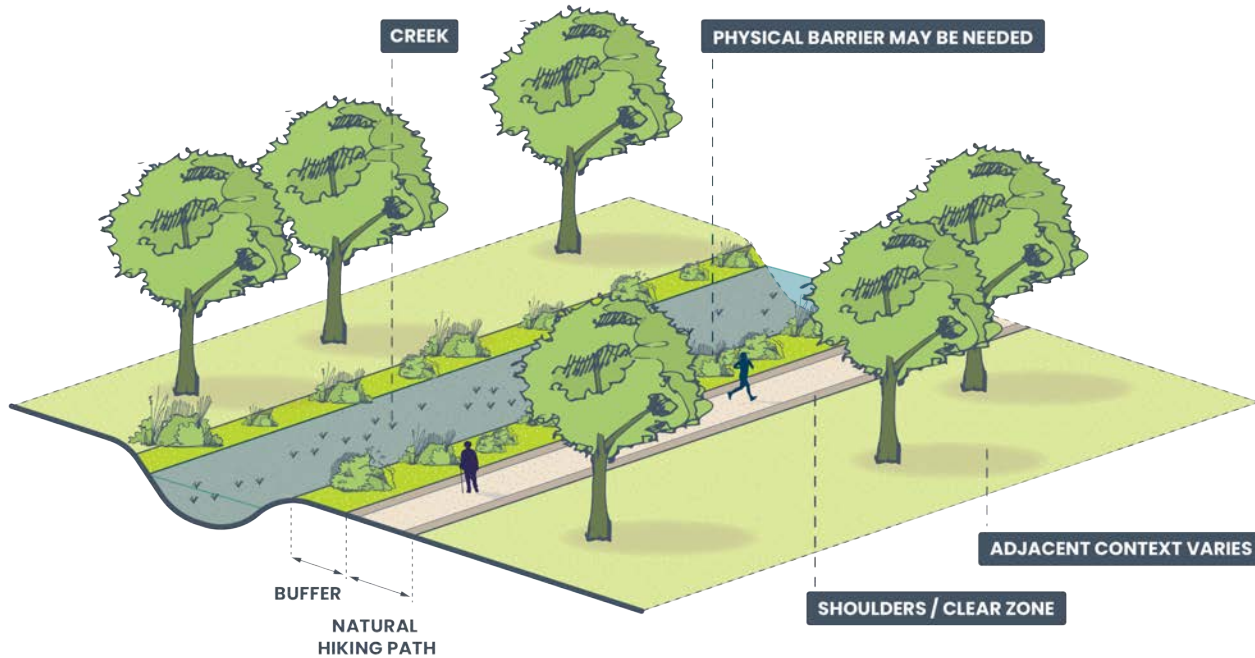 CREEK
PHYSICAL BARRIER MAY BE NEEDED
ADJACENT CONTEXT VARIES
BUFFER
SHOULDERS / CLEAR ZONE
NATURAL
HIKING PATH